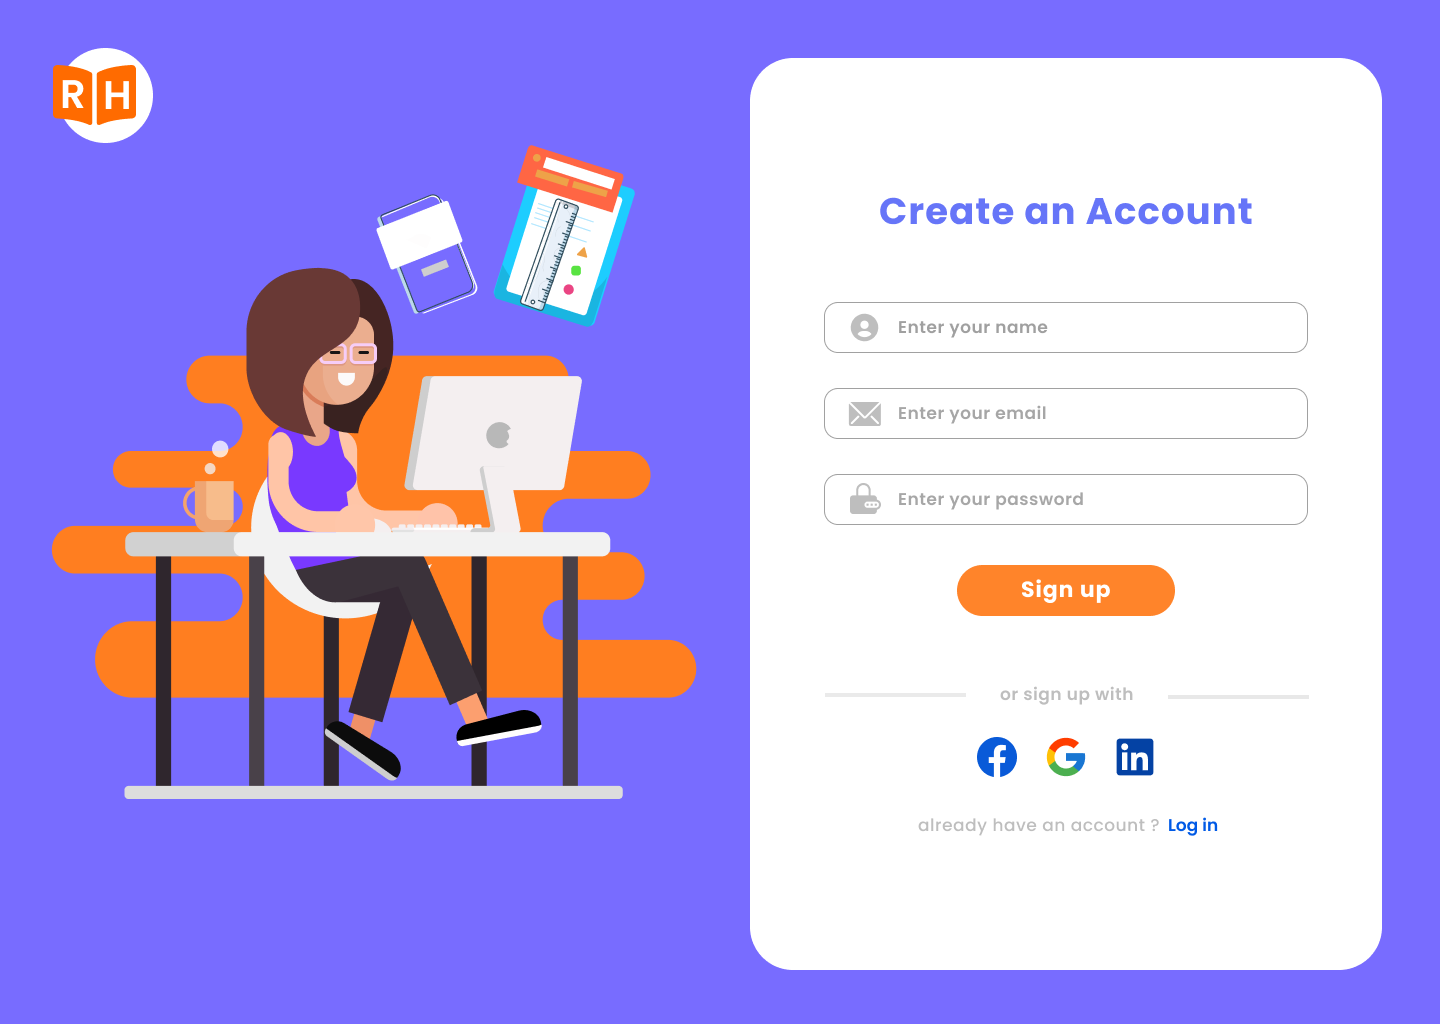 RH
Create an Account
Enter your name
Enter your email
Enter your password
Sign up
or sign up with
in
already have an account ? Log in